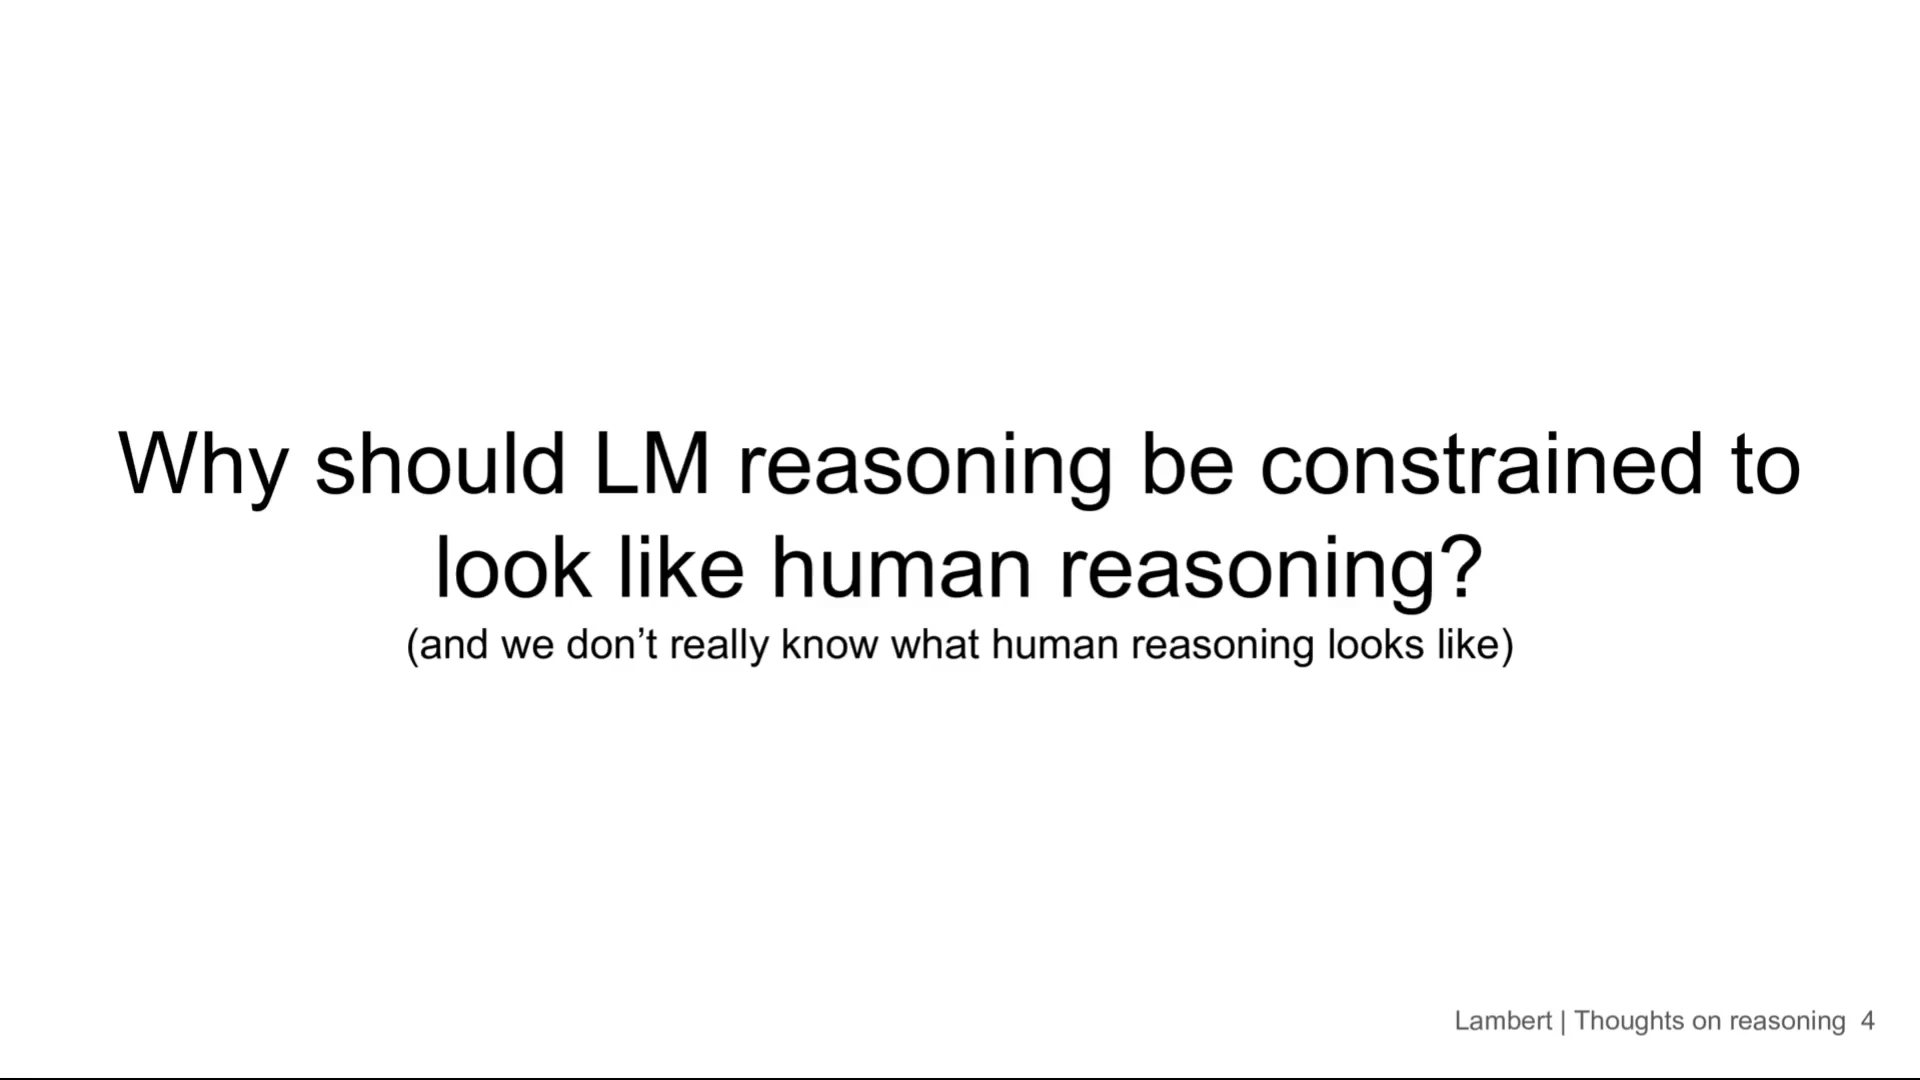 Why should LM reasoning be constrained to
look like human reasoning?
(and we don’t really know what human reasoning looks like)
Lambert | Thoughts on reasoning 4